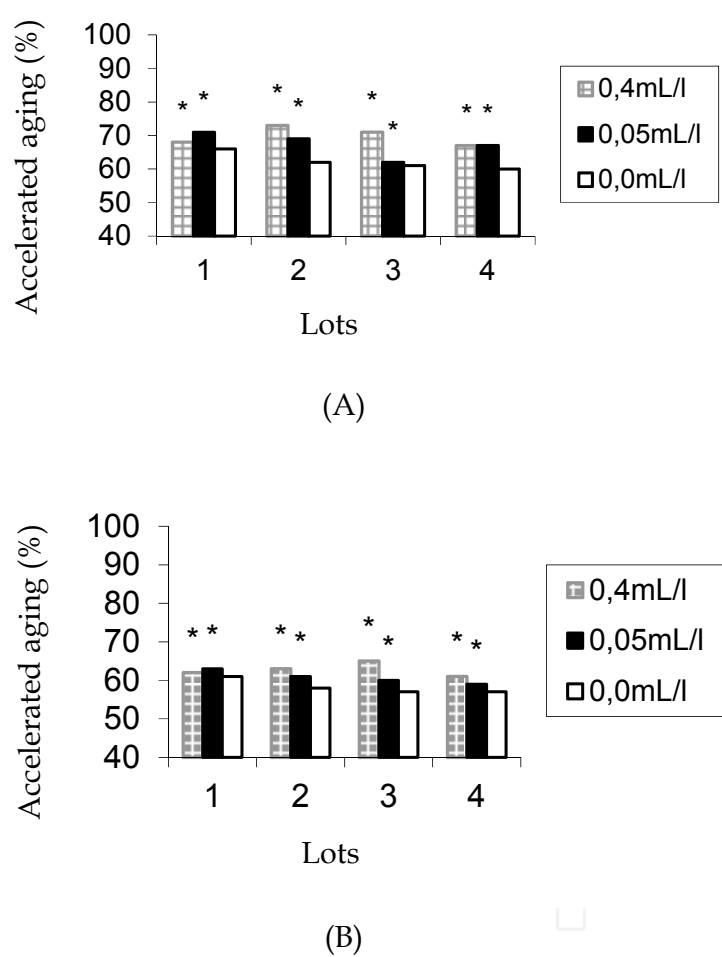 Accelerated aging (%)
100
90
80
70
60
50
40
* * * * * * * *
1 2 3 4
Lots
0,4mL/l
0,05mL/l
0,0mL/l
(A)
Accelerated aging (%)
100
90
80
70
60
50
40
* * * * * * * *
1 2 3 4
Lots
0,4mL/l
0,05mL/l
0,0mL/l
(B)